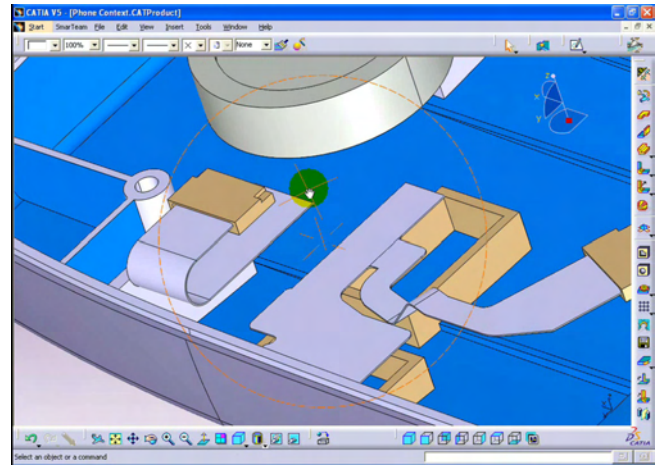 CATIA V5 - [Phone Context.CATProduct]
Start SmarTeam File Edit View Insert Tools Window Help
100% 3 None
z
x
y
CATIA
Select an object or a command